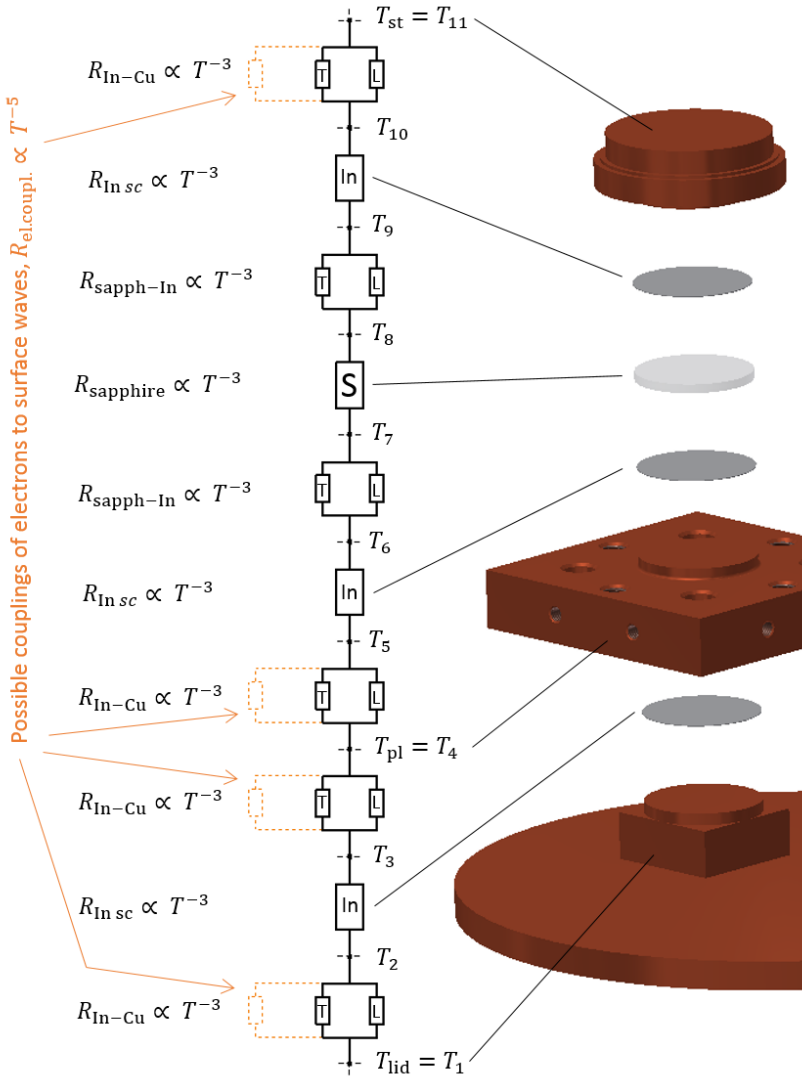 T_st = T_11
R_In−Cu ∝ T^−3
T L
T_10
R_In sc ∝ T^−3
In
T_9
R_sapph−In ∝ T^−3
T L
T_8
R_sapphire ∝ T^−3
S
T_7
R_sapph−In ∝ T^−3
T L
T_6
R_In sc ∝ T^−3
In
T_5
R_In−Cu ∝ T^−3
T L
T_pl = T_4
R_In−Cu ∝ T^−3
T L
T_3
R_In sc ∝ T^−3
In
T_2
R_In−Cu ∝ T^−3
T L
T_lid = T_1
Possible couplings of electrons to surface waves, R_el.coupl. ∝ T^−5